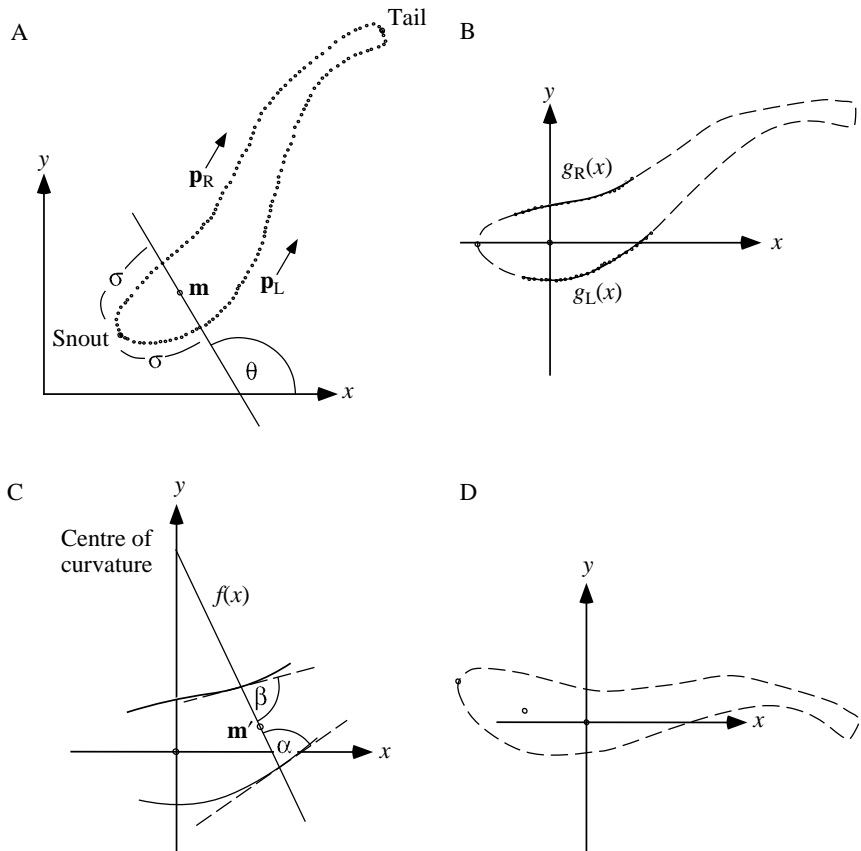 A
Tail
y
p_R
σ
m
p_L
Snout
σ
θ
x
B
y
g_R(x)
x
g_L(x)
C
y
Centre of
curvature
f(x)
β
m′
α
x
D
y
x